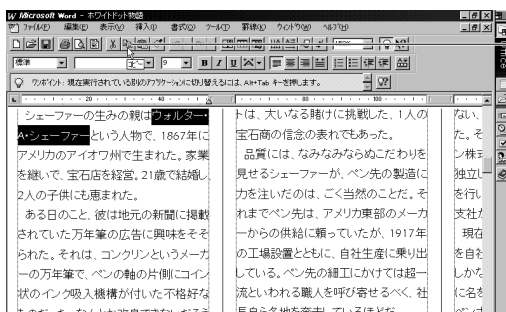 Microsoft Word - ホワイトドット物語
ファイル(F) 編集(E) 表示(V) 挿入(I) 書式(O) ツール(T) 罫線(K) ウィンドウ(W) ヘルプ(H)
標準 9 B I U
ワンポイント: 現在実行されている別のアプリケーションに切り替えるには、Alt+Tab キーを押します。
シェーファーの生みの親はウォルター・
A・シェーファーという人物で、1867年に
アメリカのアイオワ州で生まれた。家業
を継いで、宝石店を経営。21歳で結婚し、
2人の子供にも恵まれた。
ある日のこと、彼は地元の新聞に掲載
されていた万年筆の広告に興味をそそ
られた。それは、コンクリンというメーカ
ーの万年筆で、ペンの軸の片側にコイン
状のインク吸入機構が付いた不格好な
トは、大いなる賭けに挑戦した、1人の
宝石商の信念の表れでもあった。
品質には、なみなみならぬこだわりを
見せるシェーファーが、ペン先の製造に
力を注いだのは、ごく当然のことだ。そ
れまでペン先は、アメリカ東部のメーカ
ーからの供給に頼っていたが、1917年
の工場設置とともに、自社生産に乗り出
している。ペン先の細工にかけては超一
流といわれる職人を呼び寄せるべく、社
ない、
た。そ
ン株式
独立し
を行い
支社が
現在
を自社
しかな
に名を